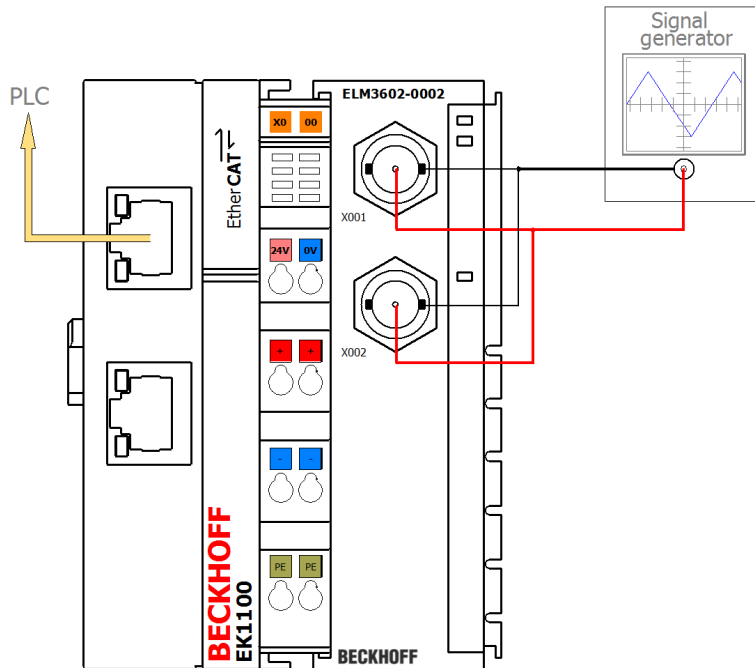 Signal
generator
PLC
ELM3602-0002
X0 00
EtherCAT
X001
24V 0V
X002
+ +
- -
PE PE
BECKHOFF
EK1100
BECKHOFF